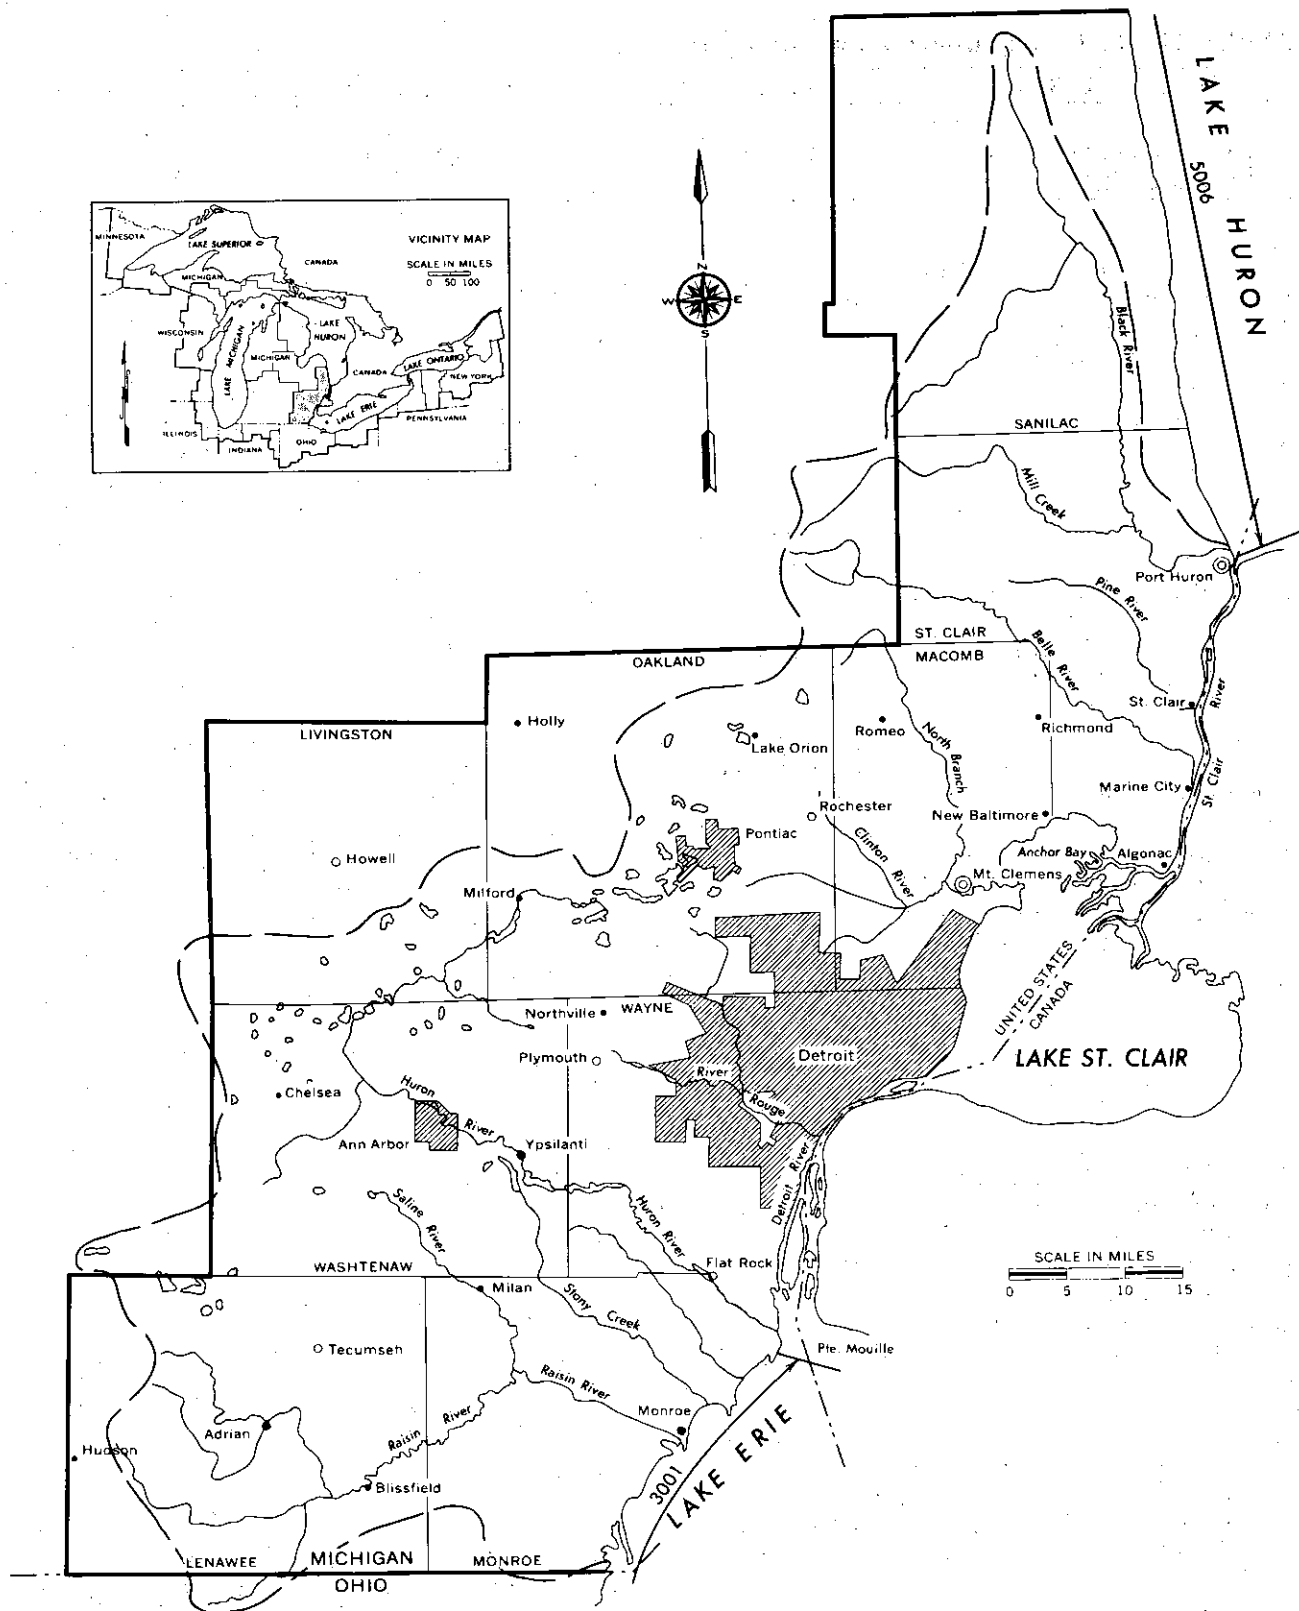 LAKE HURON
5006
MINNESOTA
LAKE SUPERIOR
CANADA
MICHIGAN
VICINITY MAP
SCALE IN MILES
0 50 100
WISCONSIN
LAKE MICHIGAN
MICHIGAN
LAKE HURON
CANADA
LAKE ONTARIO
NEW YORK
LAKE ERIE
PENNSYLVANIA
ILLINOIS
INDIANA
OHIO
N
W E
S
Black River
SANILAC
Mill Creek
Port Huron
Pine River
ST. CLAIR
MACOMB
OAKLAND
Belle River
St. Clair
LIVINGSTON
Holly
Lake Orion
Romeo
North Branch
Richmond
Marine City
St. Clair River
Rochester
New Baltimore
Pontiac
Clinton River
Anchor Bay
Algonac
Howell
Milford
Mt. Clemens
UNITED STATES
CANADA
Northville
WAYNE
Plymouth
Detroit
LAKE ST. CLAIR
River Rouge
Chelsea
Huron River
Ann Arbor
Ypsilanti
Saline River
Huron River
Detroit River
WASHTENAW
Flat Rock
SCALE IN MILES
0 5 10 15
Milan
Stony Creek
Tecumseh
Pte. Mouille
Raisin River
Monroe
Adrian
Raisin River
Hudson
Blissfield
3001
LAKE ERIE
LENAWEE
MICHIGAN
MONROE
OHIO